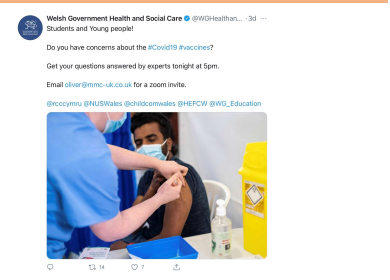 Welsh Government Health and Social Care @WGHealthan... · 3d ···
Students and Young people!
Do you have concerns about the #Covid19 #vaccines?
Get your questions answered by experts tonight at 5pm.
Email oliver@mmc-uk.co.uk for a zoom invite.
@rcccymru @NUSWales @childcomwales @HEFCW @WG_Education
14
7